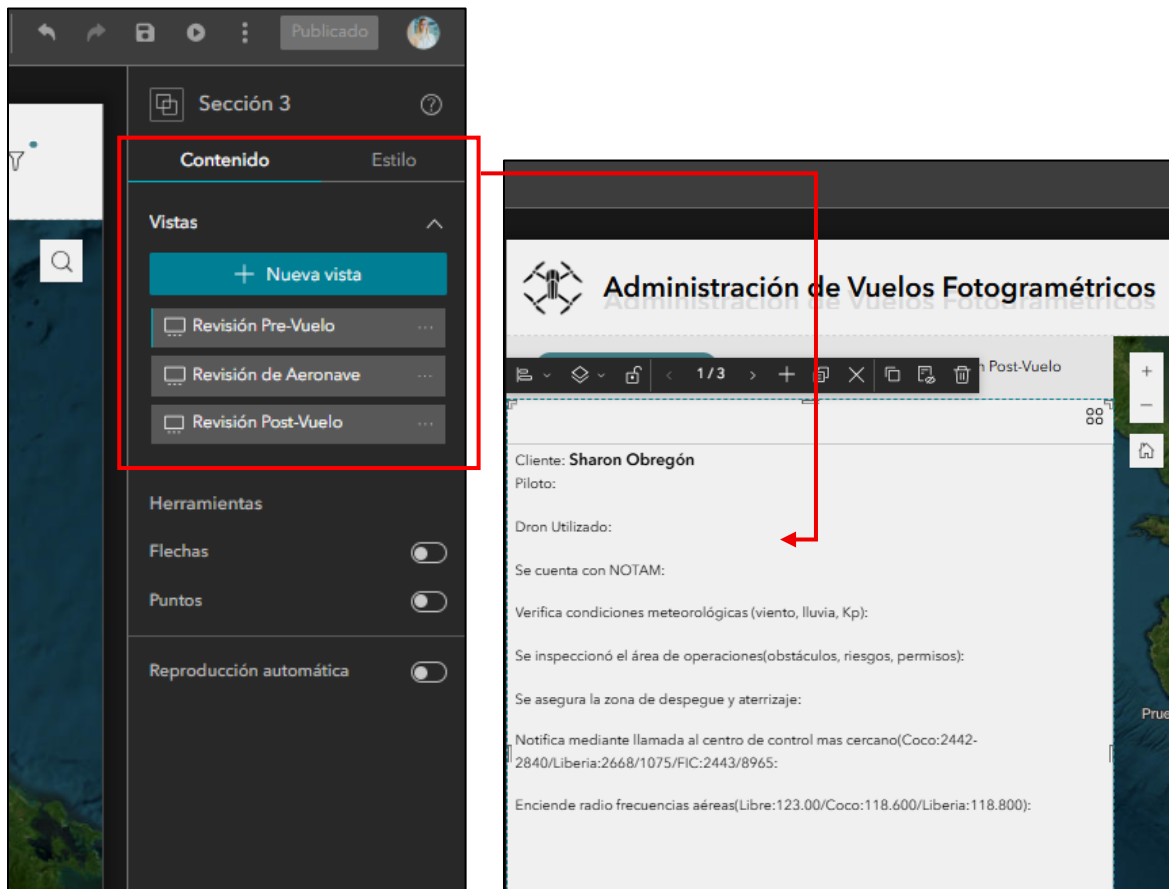 Publicado
Sección 3
Contenido
Estilo
Vistas
Nueva vista
Revisión Pre-Vuelo
Revisión de Aeronave
Revisión Post-Vuelo
Herramientas
Flechas
Puntos
Reproducción automática
Administración de Vuelos Fotogramétricos
1/3
n Post-Vuelo
Cliente: Sharon Obregón
Piloto:
Dron Utilizado:
Se cuenta con NOTAM:
Verifica condiciones meteorológicas (viento, lluvia, Kp):
Se inspeccionó el área de operaciones(obstáculos, riesgos, permisos):
Se asegura la zona de despegue y aterrizaje:
Notifica mediante llamada al centro de control mas cercano(Coco:2442-
2840/Liberia:2668/1075/FIC:2443/8965:
Enciende radio frecuencias aéreas(Libre:123.00/Coco:118.600/Liberia:118.800):
Prue